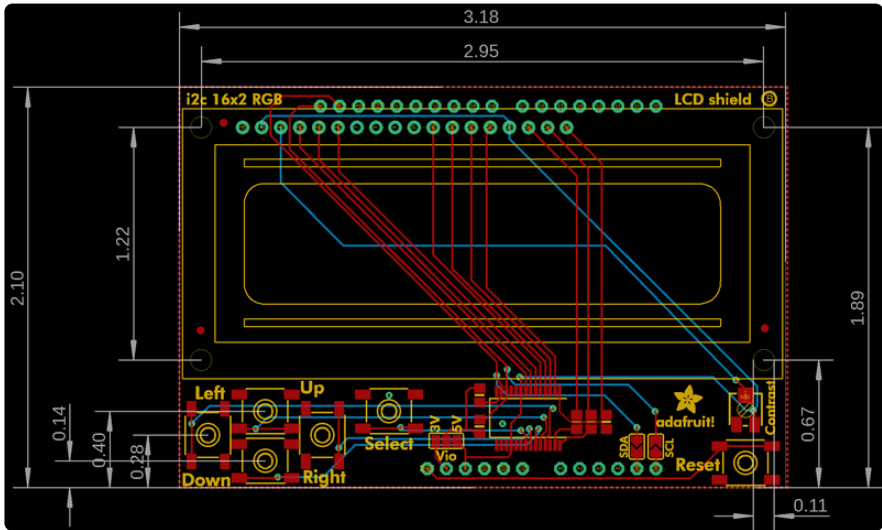 3.18
2.95
i2c 16x2 RGB
LCD shield B
2.10
1.22
1.89
Left
Up
0.14
0.40
0.28
Select
3V
5V
Vio
adafruit!
Contrast
0.67
SDA
SCL
Reset
Down
Right
0.11